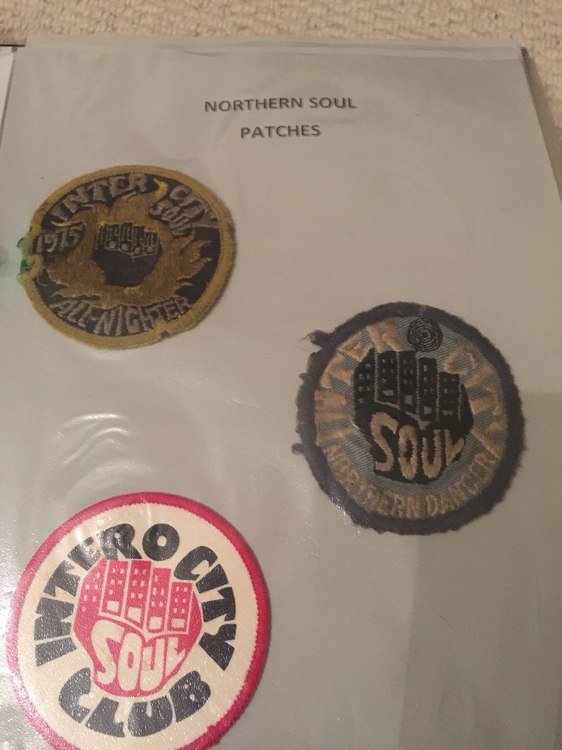 NORTHERN SOUL
PATCHES
INTER CITY
SOUL
1975
ALL-NIGHTER
INTER CITY
SOUL
NORTHERN DANCER
INTER CITY
SOUL
CLUB